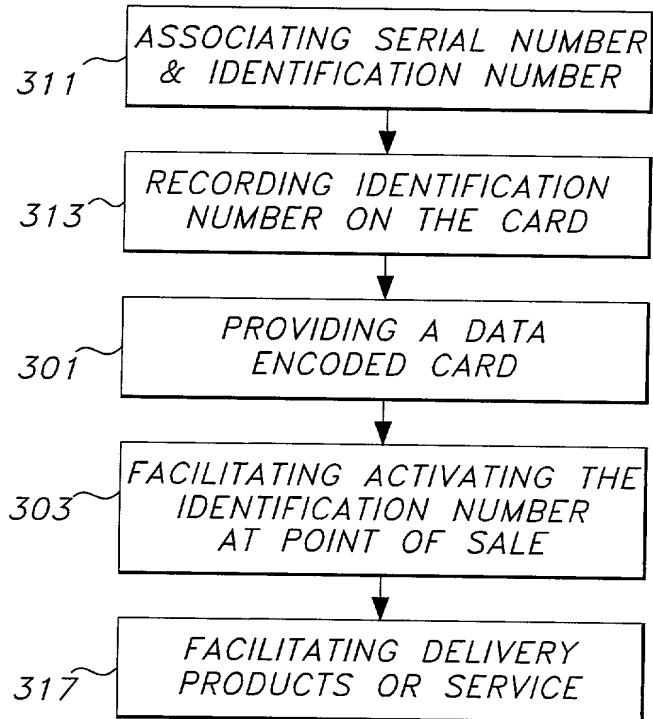 311
ASSOCIATING SERIAL NUMBER
& IDENTIFICATION NUMBER
313
RECORDING IDENTIFICATION
NUMBER ON THE CARD
301
PROVIDING A DATA
ENCODED CARD
303
FACILITATING ACTIVATING THE
IDENTIFICATION NUMBER
AT POINT OF SALE
317
FACILITATING DELIVERY
PRODUCTS OR SERVICE